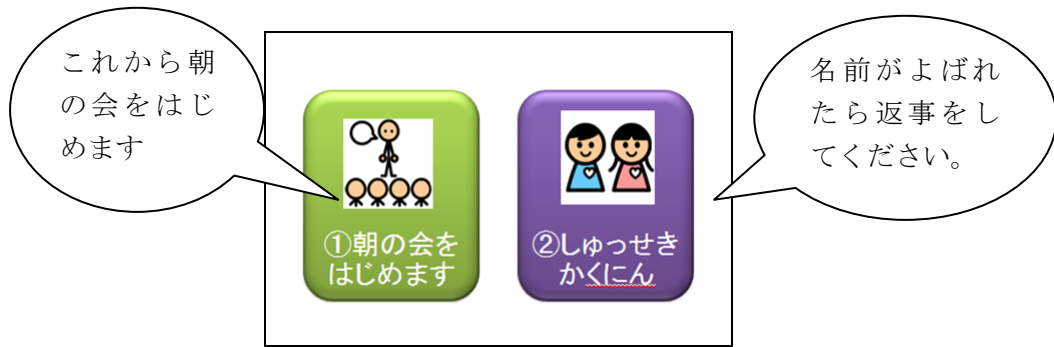 これから朝
の会をはじ
めます
①朝の会を
はじめます
②しゅっせき
かくにん
名前がよばれ
たら返事をし
てください。